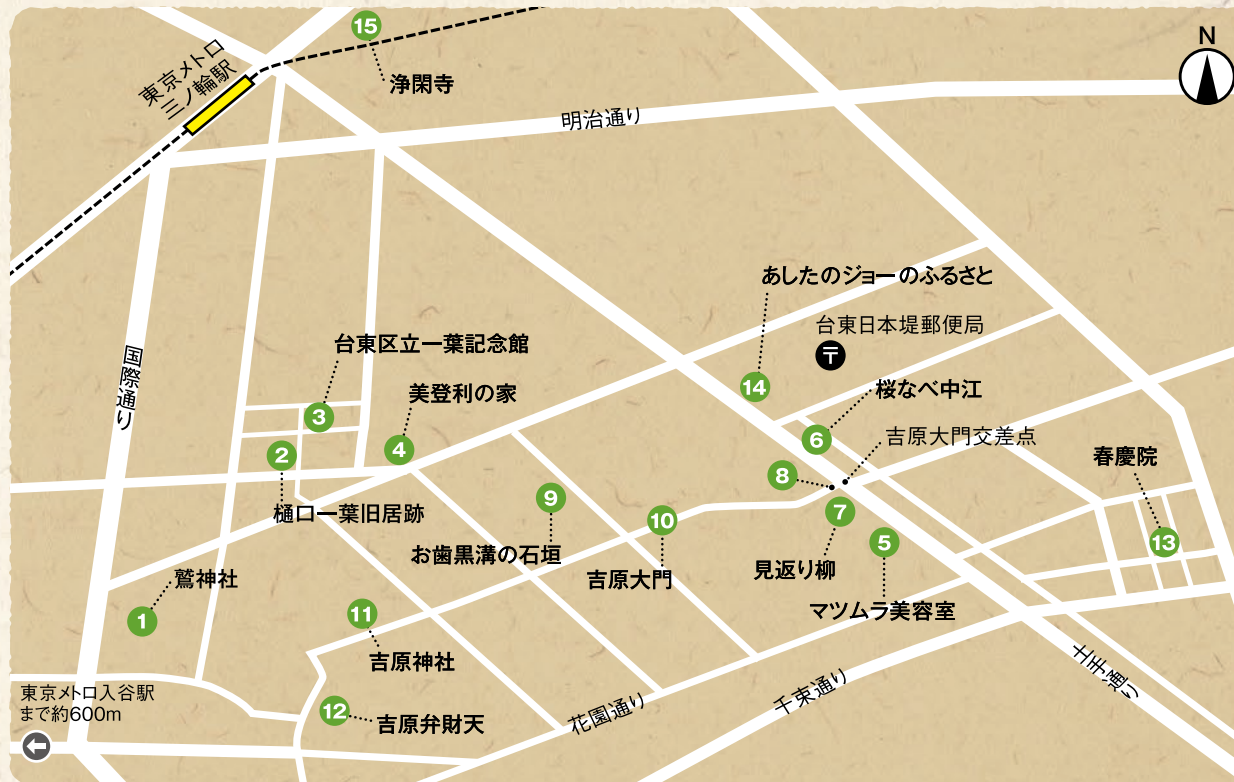 15
N
東京メトロ
三ノ輪駅
浄閑寺
明治通り
あしたのジョーのふるさと
台東日本堤郵便局
〒
国際通り
台東区立一葉記念館
美登利の家
14
桜なべ中江
3
6
吉原大門交差点
4
2
春慶院
8
9
7
樋口一葉旧居跡
10
5
13
お歯黒溝の石垣
吉原大門
見返り柳
鷲神社
マツムラ美容室
1
11
吉原神社
土手通り
東京メトロ入谷駅
まで約600m
千束通り
花園通り
12
吉原弁財天